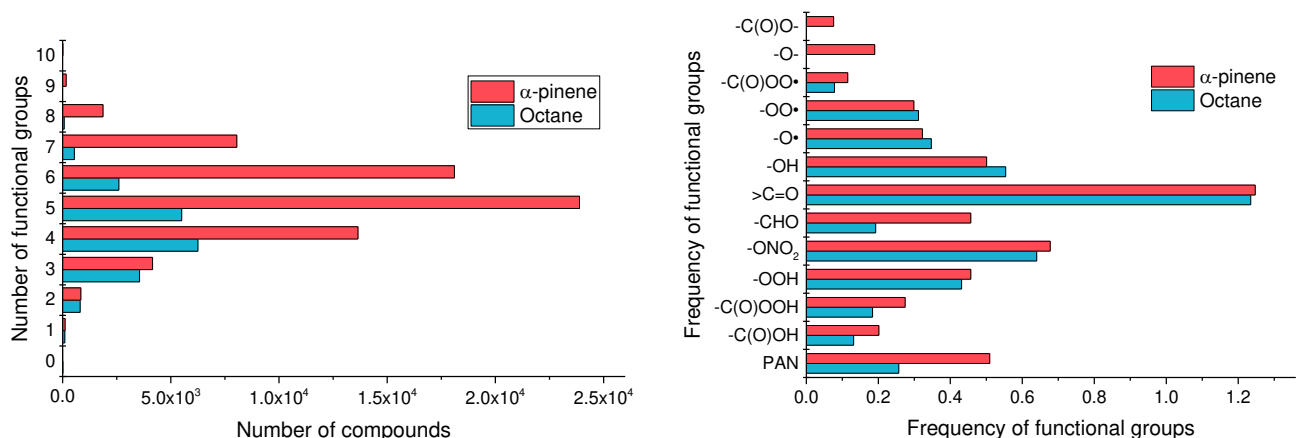 10
9
8
7
6
5
4
3
2
1
0
Number of functional groups
α-pinene
Octane
0.0 5.0x10³ 1.0x10⁴ 1.5x10⁴ 2.0x10⁴ 2.5x10⁴
Number of compounds
-C(O)O-
-O-
-C(O)OO•
-OO•
-O•
-OH
>C=O
-CHO
-ONO₂
-OOH
-C(O)OOH
-C(O)OH
PAN
Frequency of functional groups
α-pinene
Octane
0.0 0.2 0.4 0.6 0.8 1.0 1.2
Frequency of functional groups